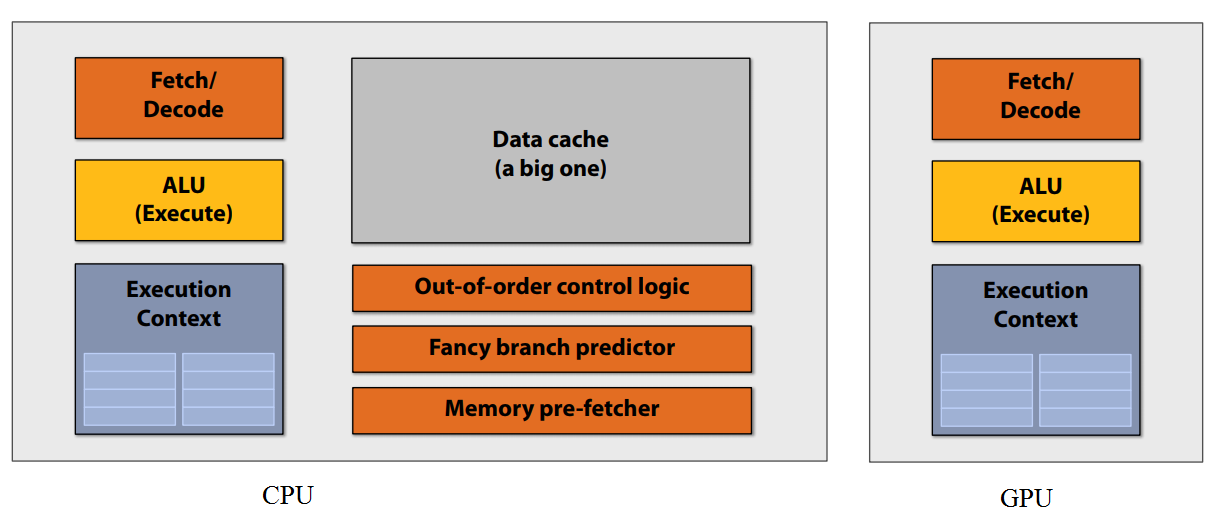 Fetch/
Decode
ALU
(Execute)
Execution
Context
Data cache
(a big one)
Out-of-order control logic
Fancy branch predictor
Memory pre-fetcher
CPU
Fetch/
Decode
ALU
(Execute)
Execution
Context
GPU